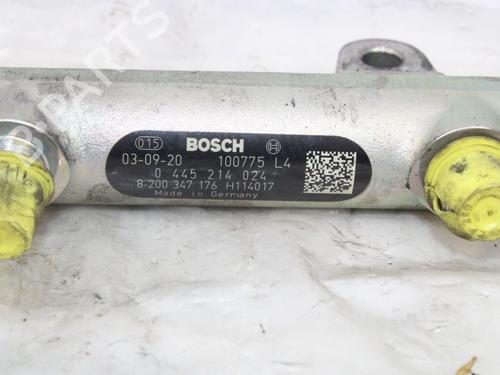 PARTS
015 BOSCH
03-09-20 100775 L4
0 445 214 024
8-200 347 176 H114017
Made in Germany